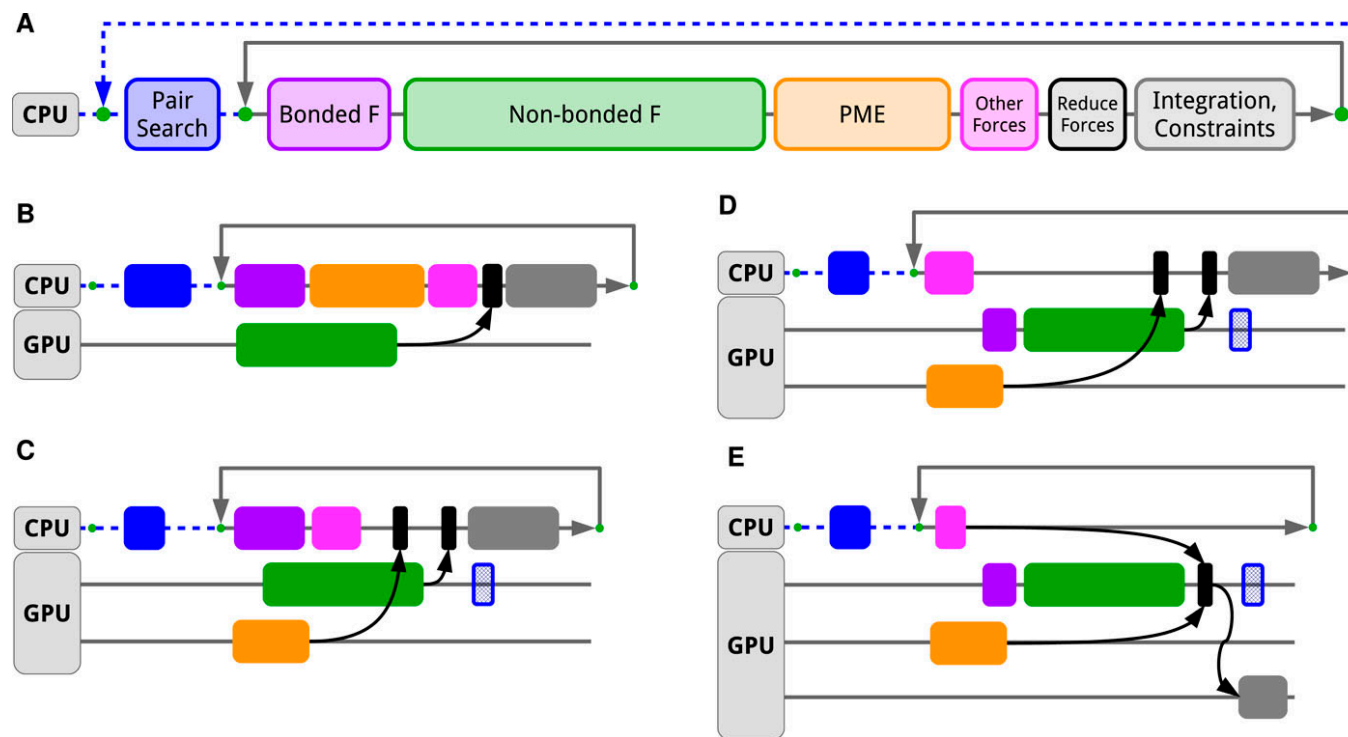 A
CPU
Pair
Search
Bonded F
Non-bonded F
PME
Other
Forces
Reduce
Forces
Integration,
Constraints
B
CPU
GPU
C
CPU
GPU
D
CPU
GPU
E
CPU
GPU